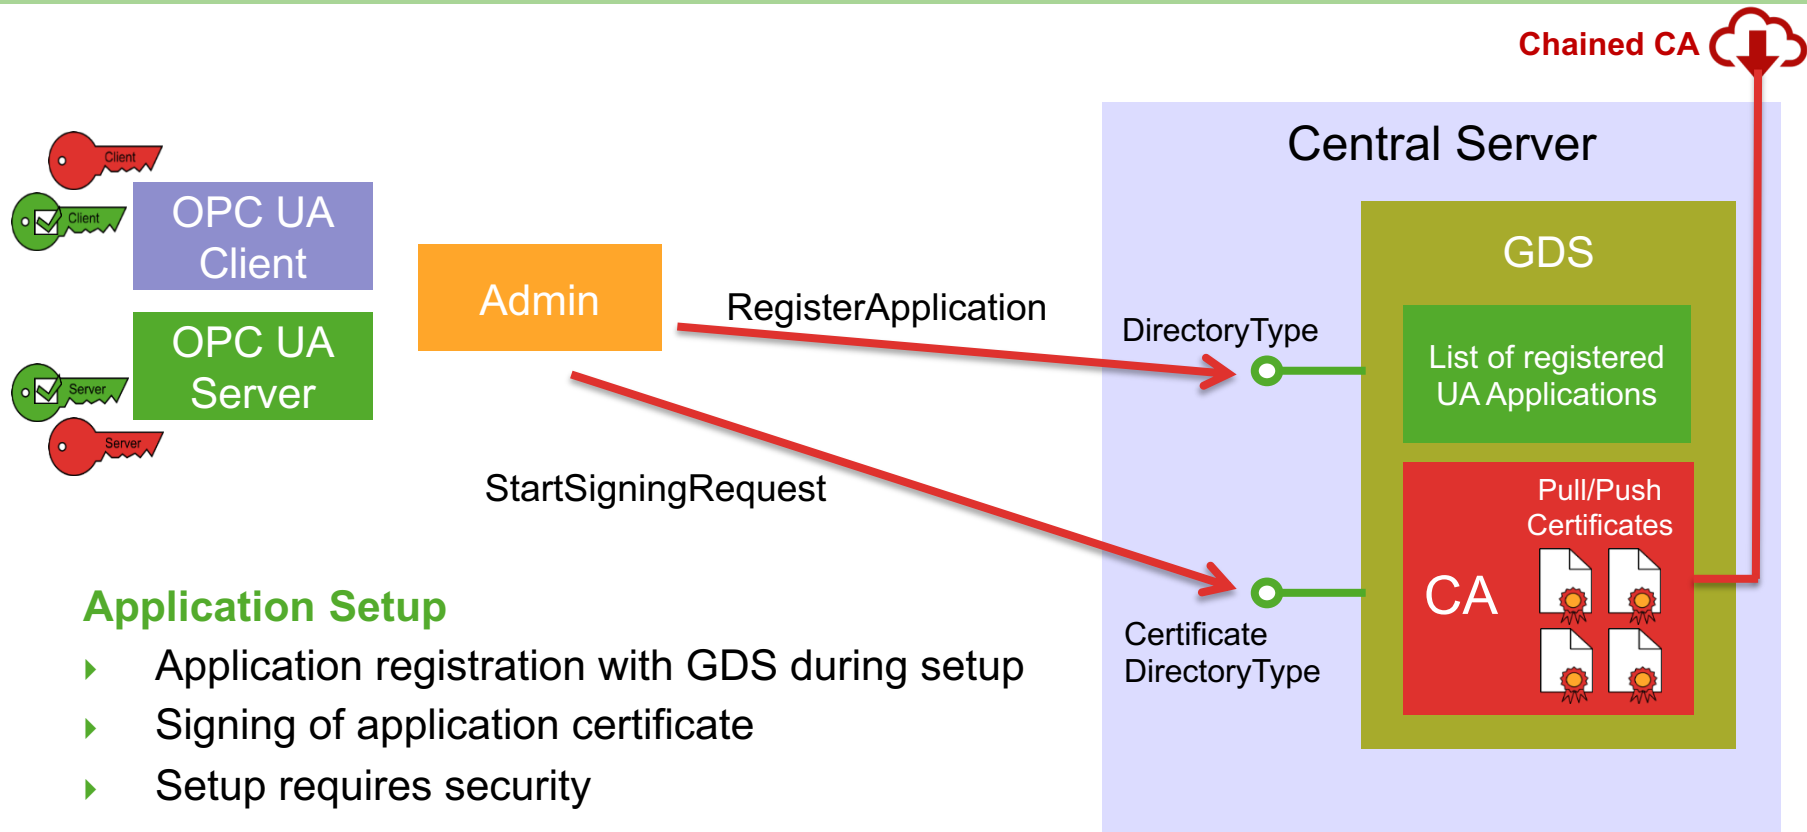 Chained CA
Central Server
Client
Client
OPC UA
Client
Admin
OPC UA
Server
Server
Server
RegisterApplication
StartSigningRequest
DirectoryType
Certificate
DirectoryType
GDS
List of registered
UA Applications
Pull/Push
Certificates
CA
Application Setup
Application registration with GDS during setup
Signing of application certificate
Setup requires security